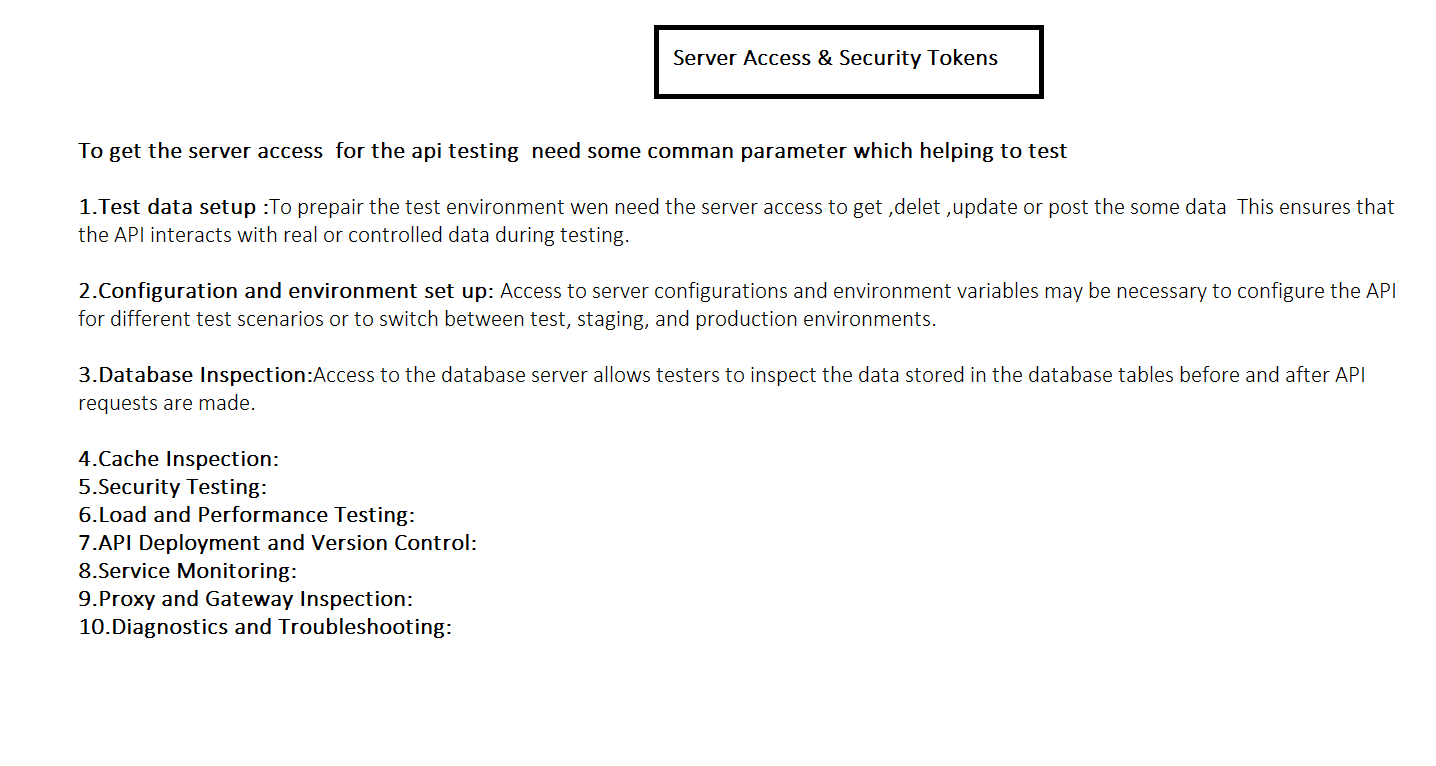 Server Access & Security Tokens
To get the server access  for the api testing  need some comman parameter which helping to test
1.Test data setup :To prepair the test environment wen need the server access to get ,delet ,update or post the some data  This ensures that
the API interacts with real or controlled data during testing.
2.Configuration and environment set up: Access to server configurations and environment variables may be necessary to configure the API
for different test scenarios or to switch between test, staging, and production environments.
3.Database Inspection:Access to the database server allows testers to inspect the data stored in the database tables before and after API
requests are made.
4.Cache Inspection:
5.Security Testing:
6.Load and Performance Testing:
7.API Deployment and Version Control:
8.Service Monitoring:
9.Proxy and Gateway Inspection:
10.Diagnostics and Troubleshooting: